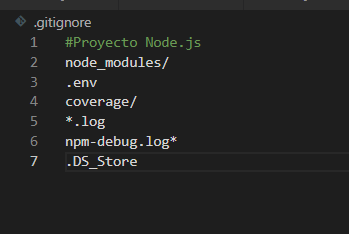 .gitignore
1 #Proyecto Node.js
2 node_modules/
3 .env
4 coverage/
5 *.log
6 npm-debug.log*
7 .DS_Store